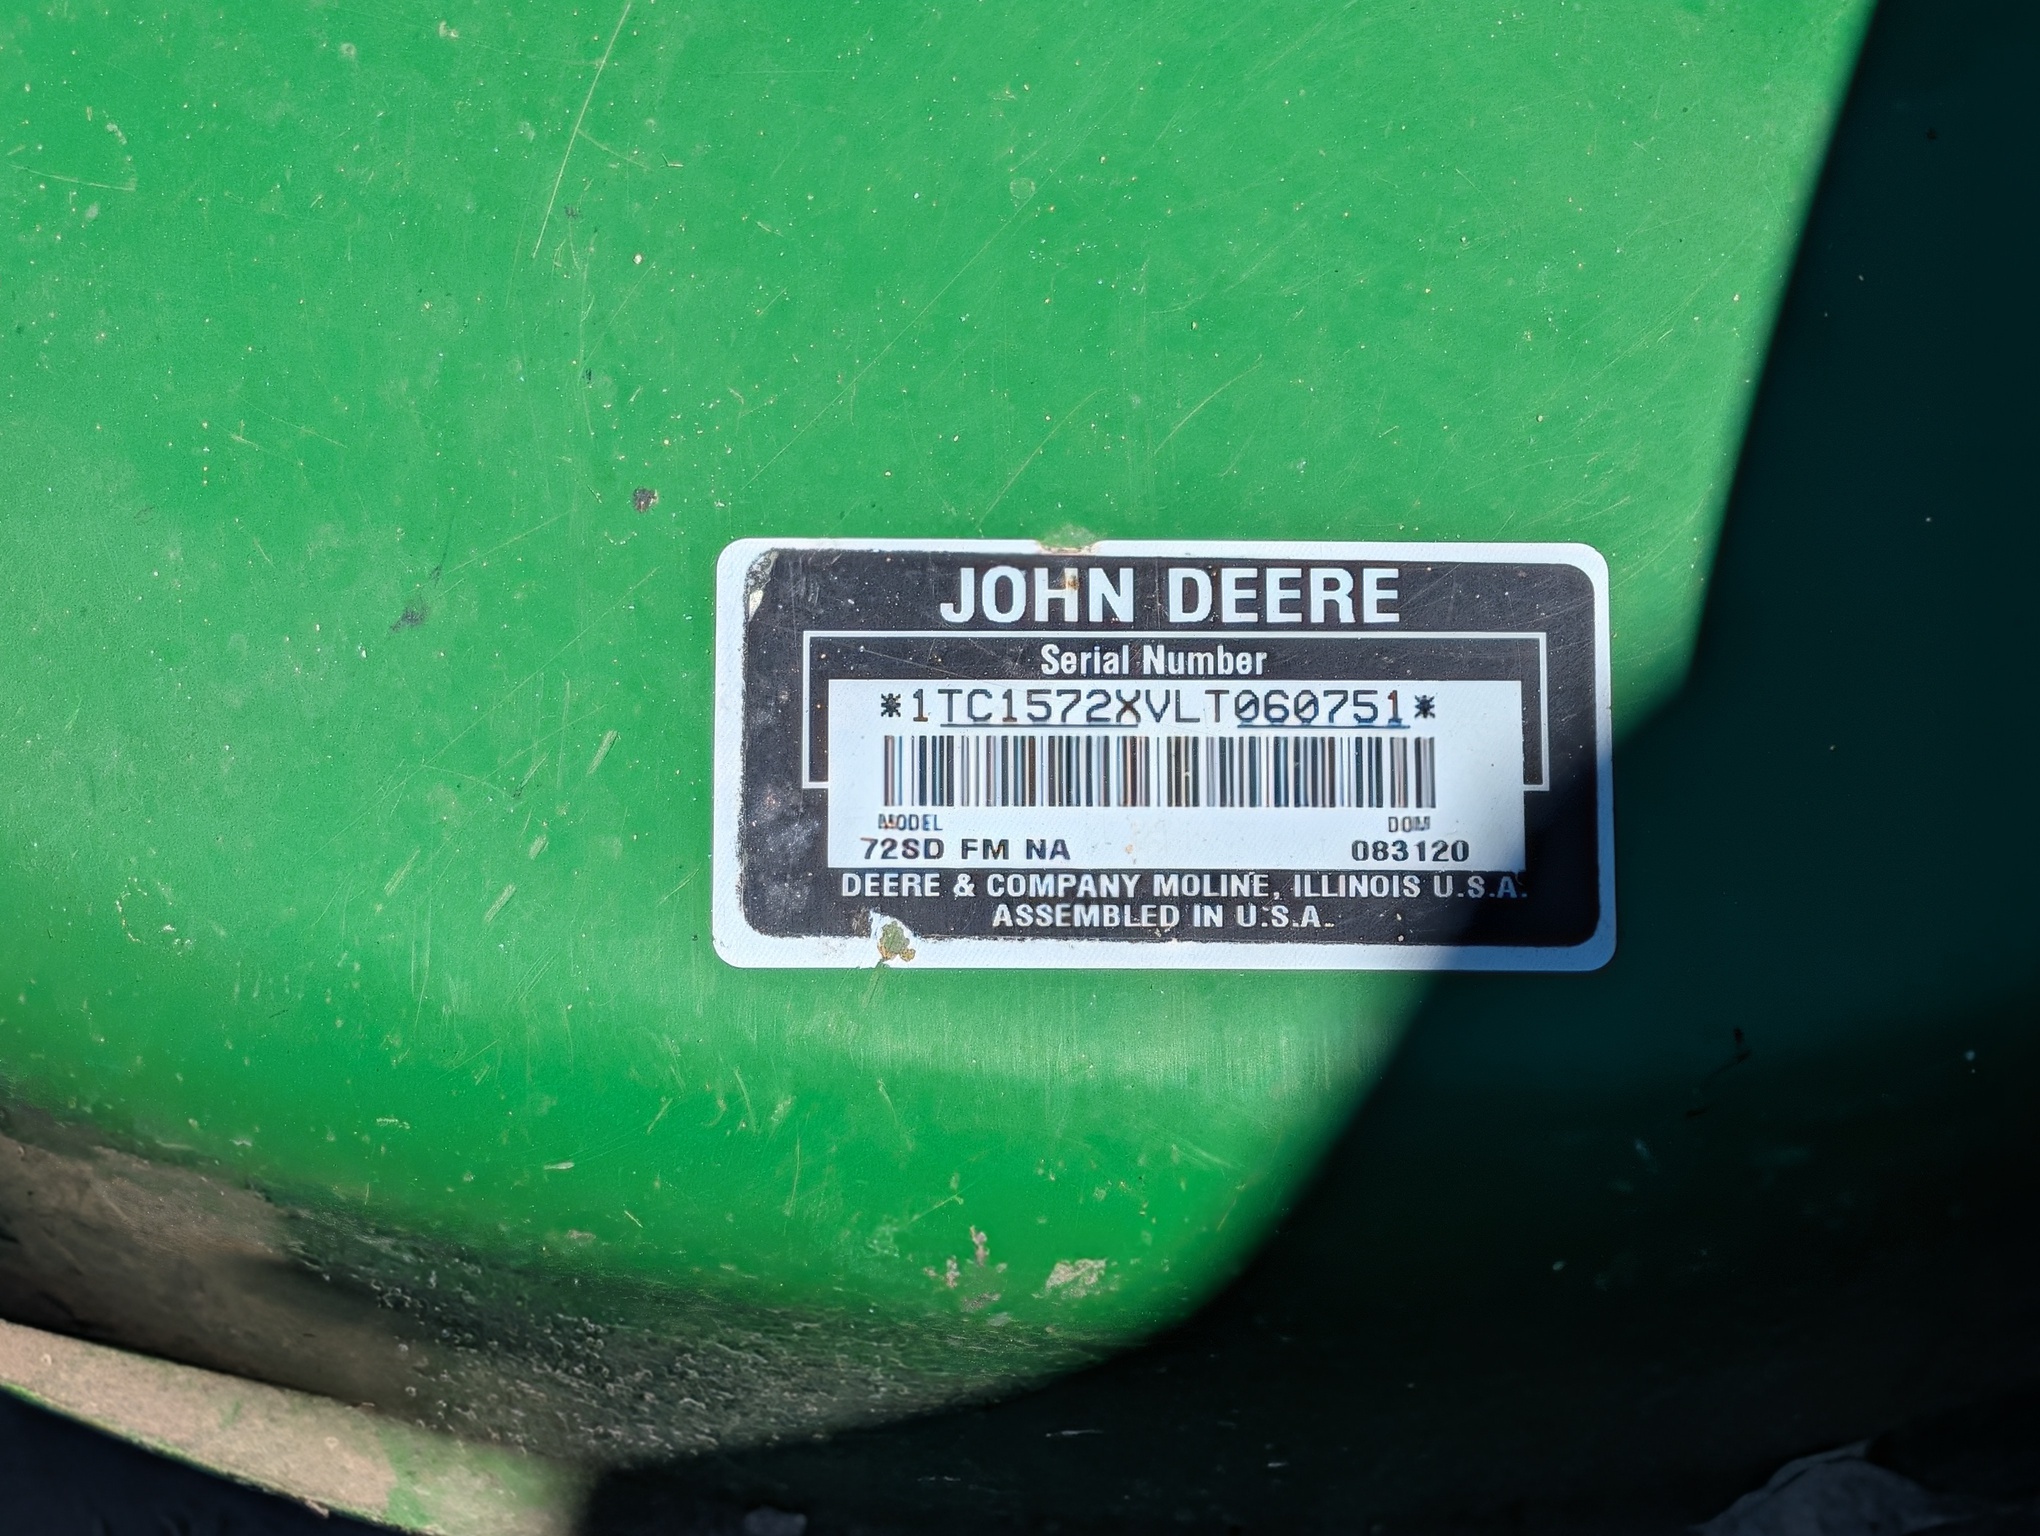 JOHN DEERE
Serial Number
*1TC1572XVLT060751*
MODEL DOM
72SD FM NA 083120
DEERE & COMPANY MOLINE, ILLINOIS U.S.A.
ASSEMBLED IN U.S.A.